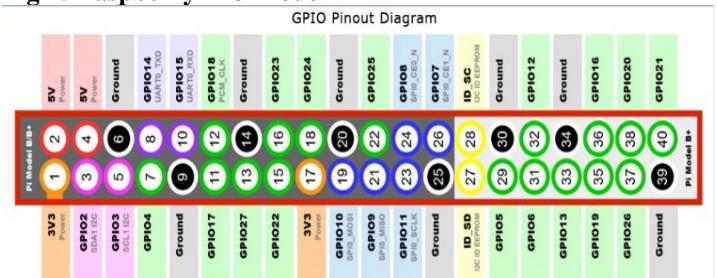 GPIO Pinout Diagram
5V
Power
5V
Power
Ground
GPIO14
UART0_TXD
GPIO15
UART0_RXD
GPIO18
PCM_CLK
Ground
GPIO23
GPIO24
Ground
GPIO25
GPIO8
SPI0_CE0_N
GPIO7
SPI0_CE1_N
ID_SC
I2C ID EEPROM
Ground
GPIO12
Ground
GPIO16
GPIO20
GPIO21
Pi Model B/B+
2 4 6 8 10 12 14 16 18 20 22 24 26 28 30 32 34 36 38 40
1 3 5 7 9 11 13 15 17 19 21 23 25 27 29 31 33 35 37 39
Pi Model B+
3V3
Power
GPIO2
SDA1 I2C
GPIO3
SCL1 I2C
GPIO4
Ground
GPIO17
GPIO27
GPIO22
3V3
Power
GPIO10
SPI0_MOSI
GPIO9
SPI0_MISO
GPIO11
SPI0_SCLK
Ground
ID_SD
I2C ID EEPROM
GPIO5
GPIO6
GPIO13
GPIO19
GPIO26
Ground